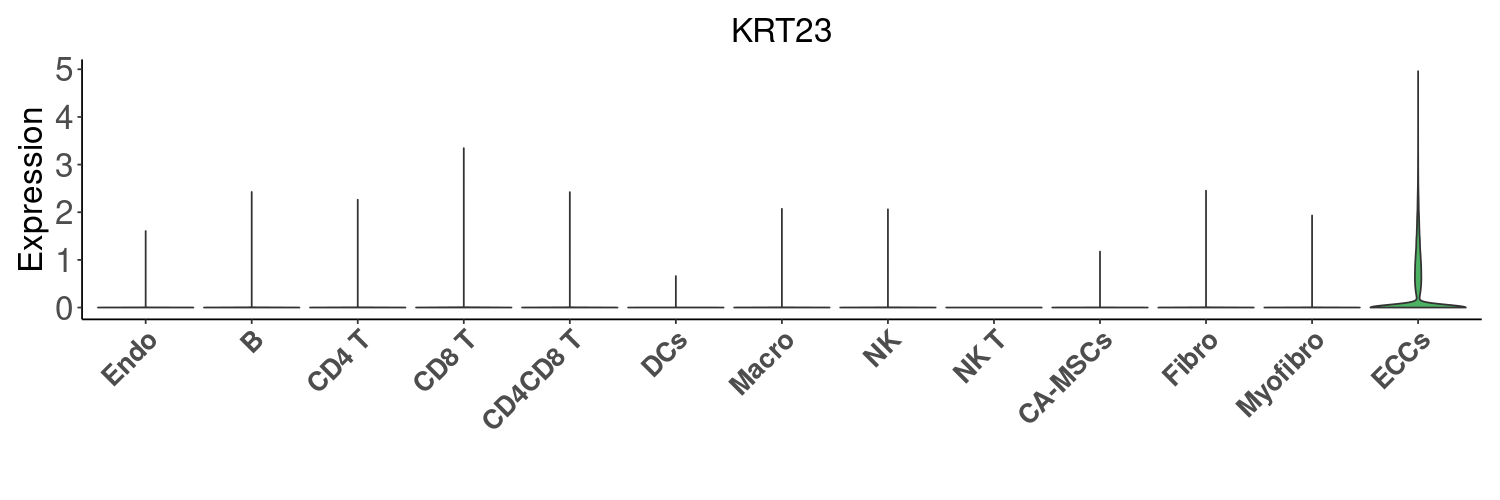 KRT23
Expression
5
4
3
2
1
0
Endo
B
CD4 T
CD8 T
CD4CD8 T
DCs
Macro
NK
NK T
CA-MSCs
Fibro
Myofibro
ECCs